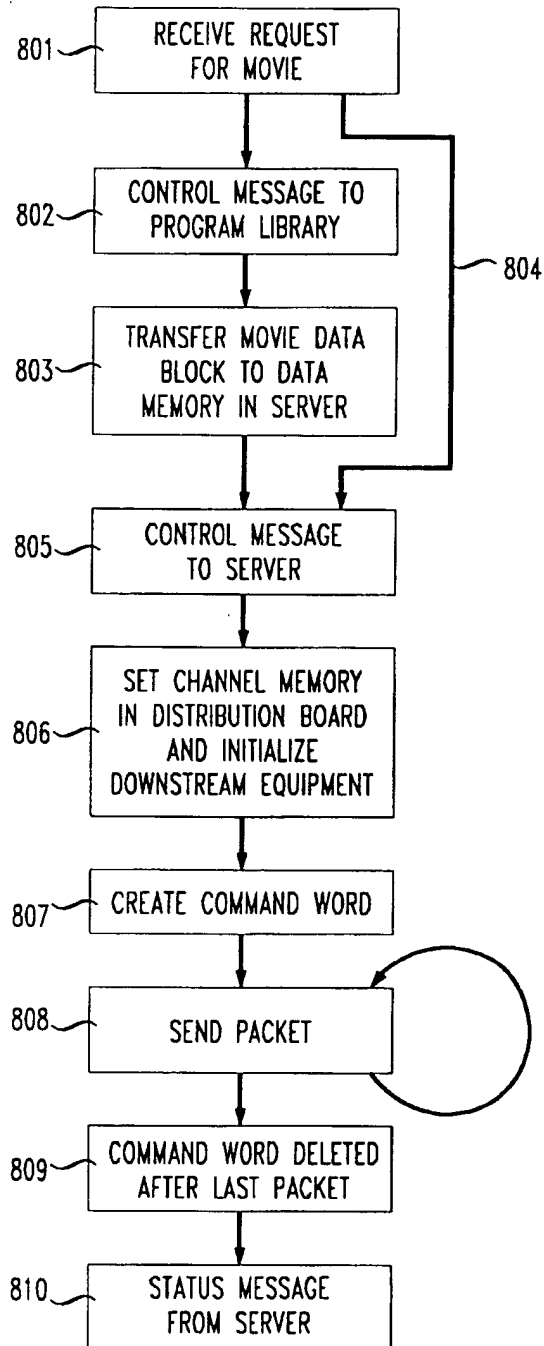 801
RECEIVE REQUEST
FOR MOVIE
802
CONTROL MESSAGE TO
PROGRAM LIBRARY
804
803
TRANSFER MOVIE DATA
BLOCK TO DATA
MEMORY IN SERVER
805
CONTROL MESSAGE
TO SERVER
806
SET CHANNEL MEMORY
IN DISTRIBUTION BOARD
AND INITIALIZE
DOWNSTREAM EQUIPMENT
807
CREATE COMMAND WORD
808
SEND PACKET
809
COMMAND WORD DELETED
AFTER LAST PACKET
810
STATUS MESSAGE
FROM SERVER